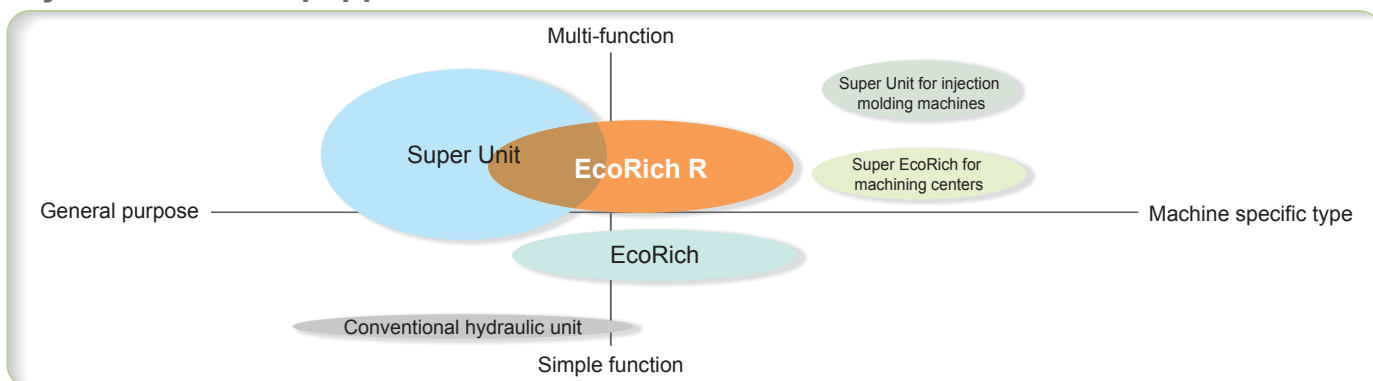 Multi-function
Super Unit for injection
molding machines
Super Unit
EcoRich R
Super EcoRich for
machining centers
General purpose
Machine specific type
EcoRich
Conventional hydraulic unit
Simple function